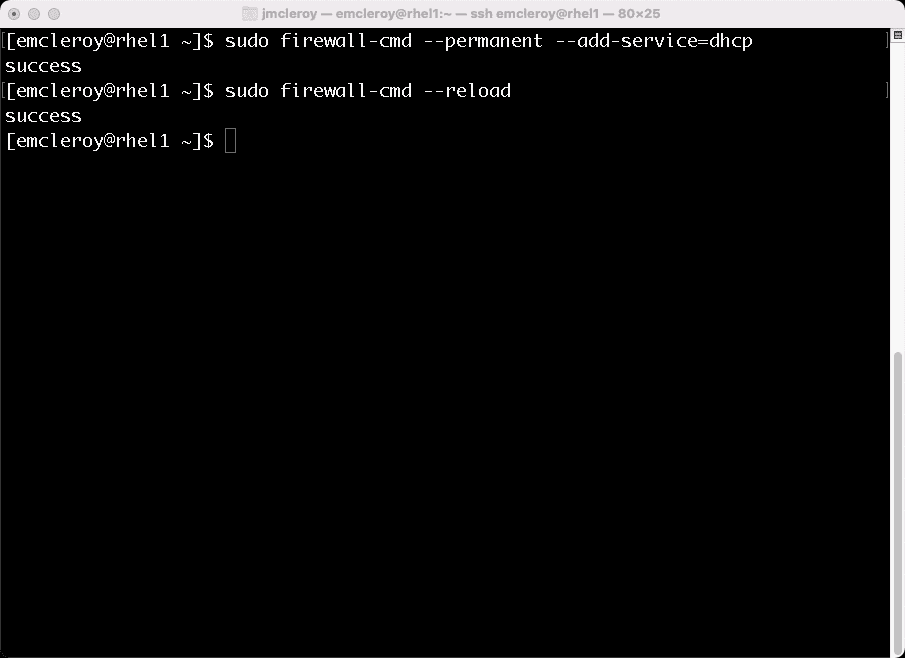 jmcleroy — emcleroy@rhel1:~ — ssh emcleroy@rhel1 — 80×25
[emcleroy@rhel1 ~]$ sudo firewall-cmd --permanent --add-service=dhcp
success
[emcleroy@rhel1 ~]$ sudo firewall-cmd --reload
success
[emcleroy@rhel1 ~]$